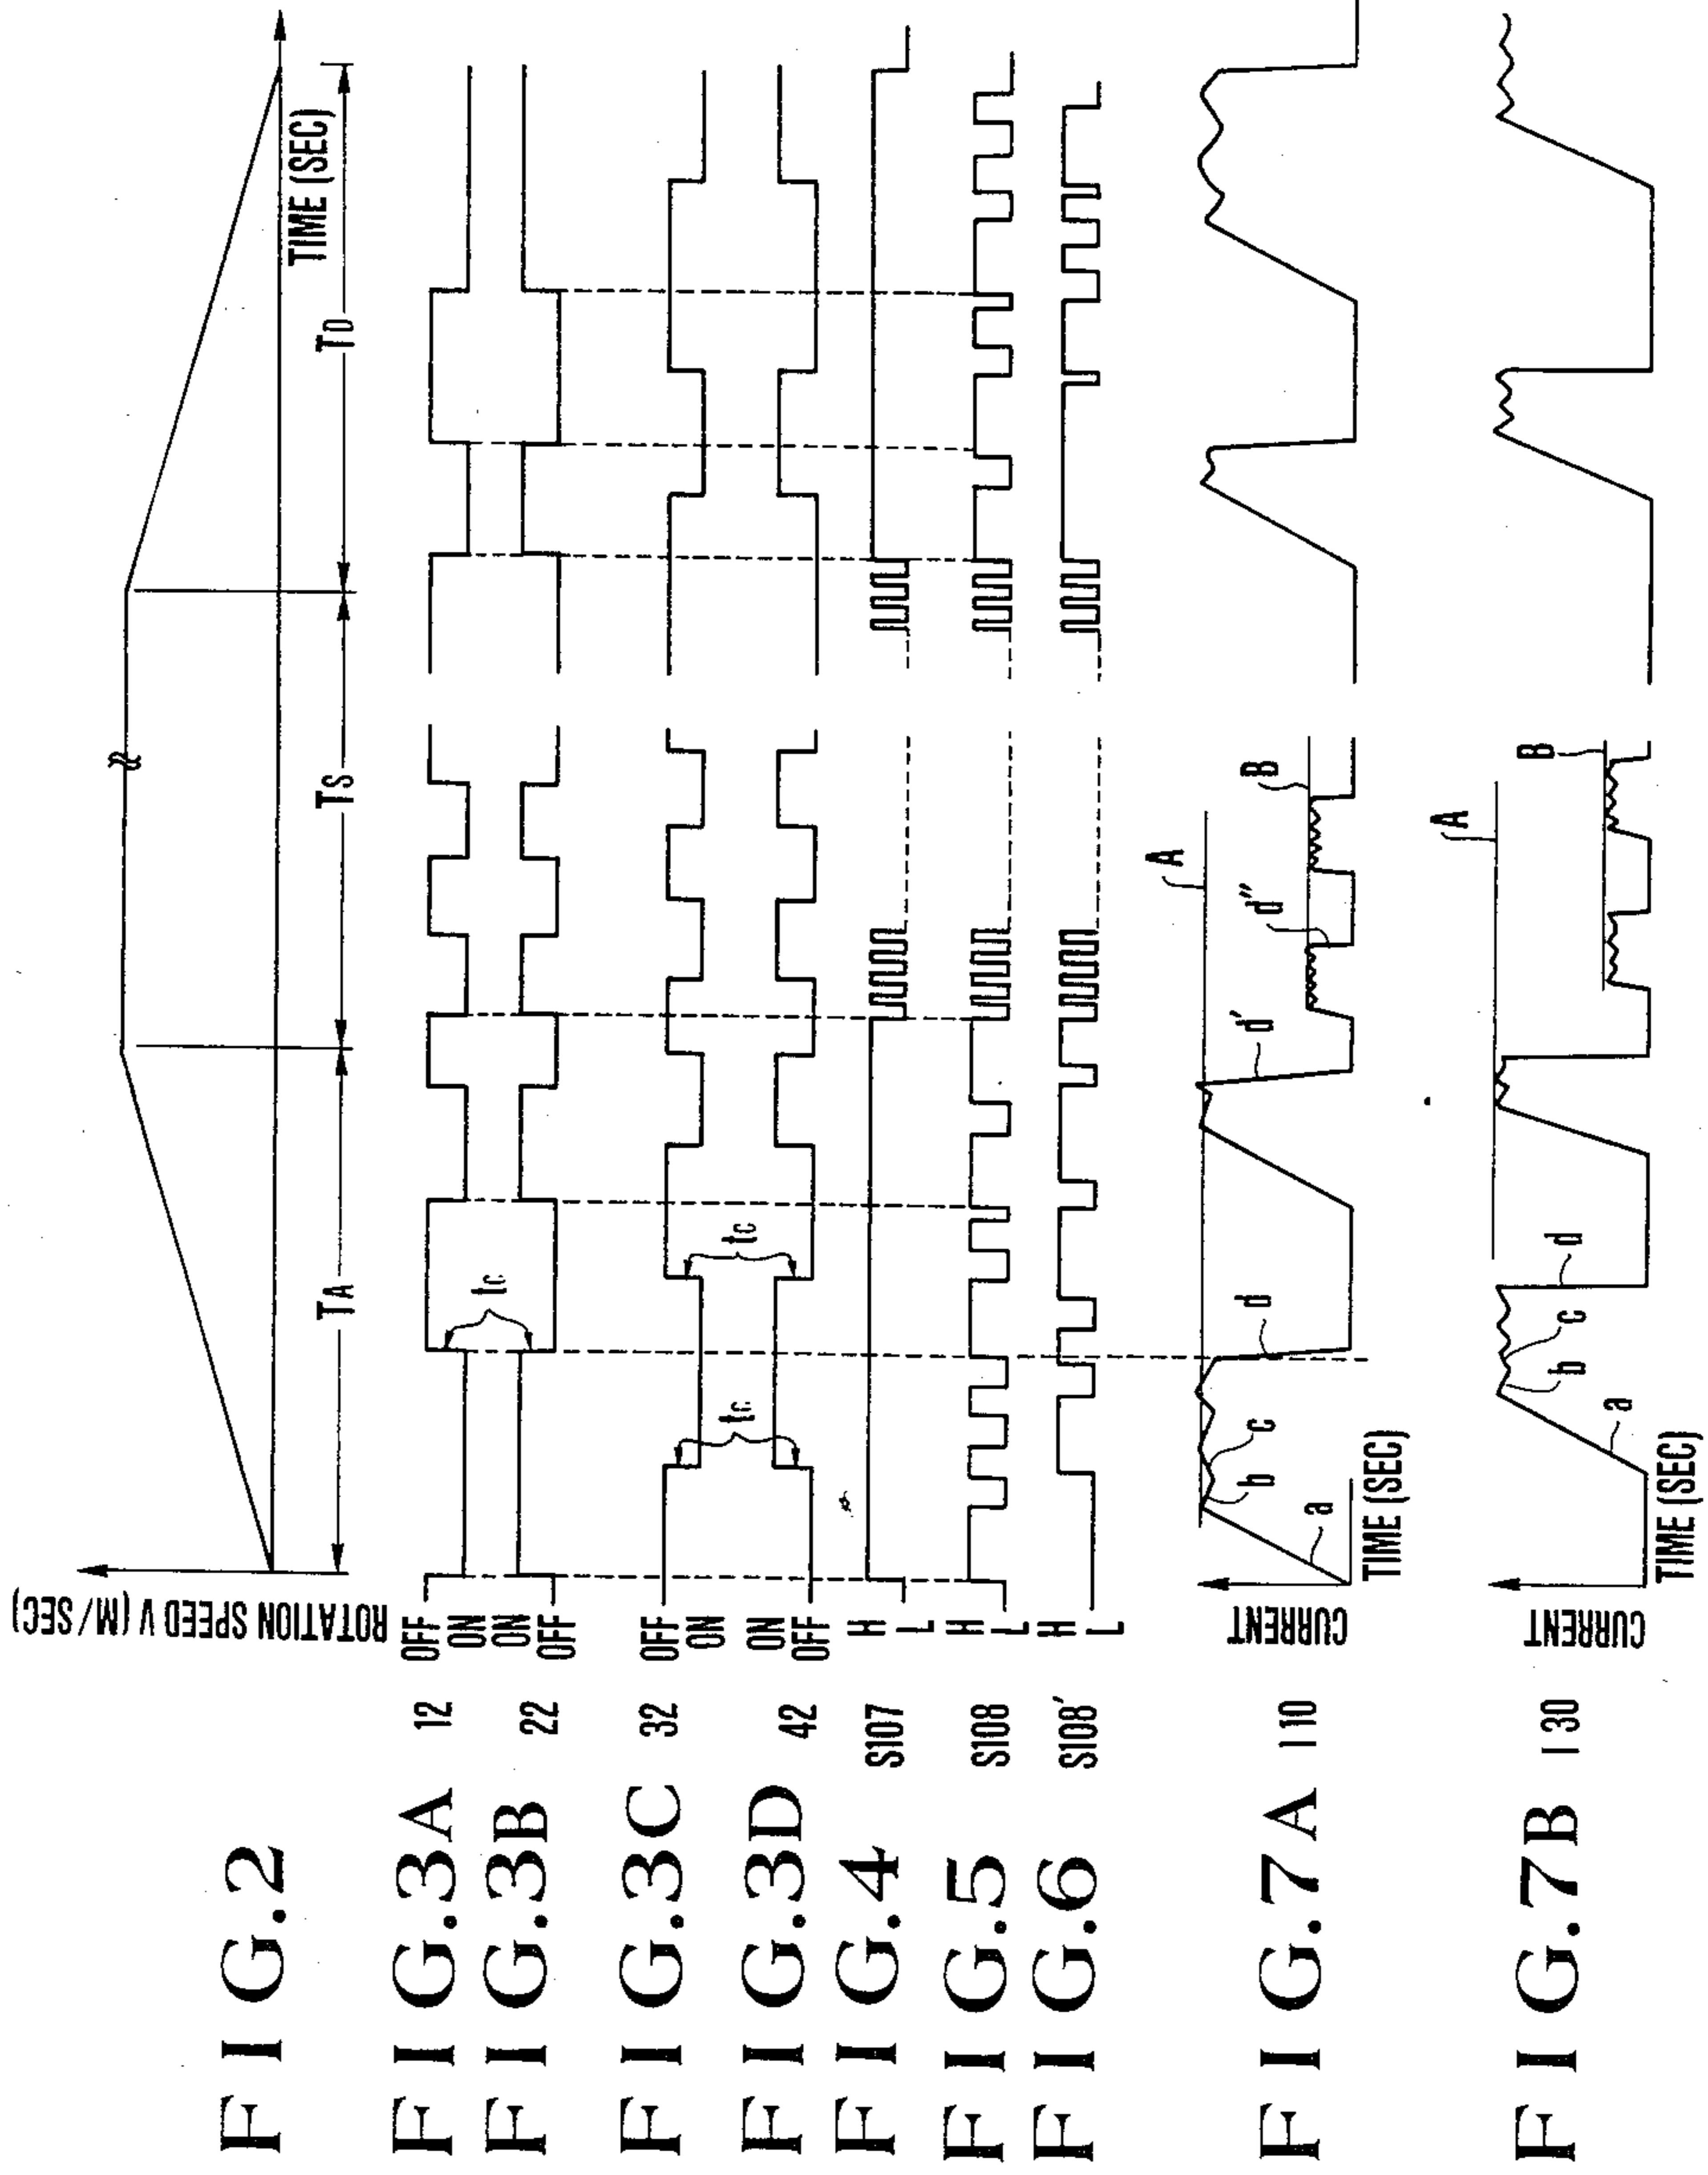 FIG.2
ROTATION SPEED V (M/SEC)
TIME (SEC)
TA
TS
TD
FIG.3A
12
OFF
ON
tc
FIG.3B
22
ON
OFF
FIG.3C
32
OFF
ON
tc
tc
FIG.3D
42
ON
OFF
FIG.4
S107
H
L
FIG.5
S108
H
L
FIG.6
S108'
H
L
FIG.7A
I10
CURRENT
TIME (SEC)
a
b
c
d
d'
d"
A
B
FIG.7B
I30
CURRENT
TIME (SEC)
a
b
c
d
A
B